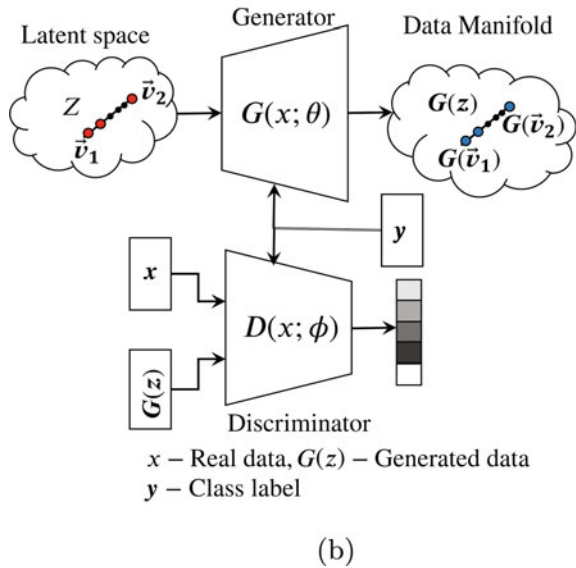 Generator
Latent space
Data Manifold
Z
v⃗₂
v⃗₁
G(x; θ)
G(z)
G(v⃗₂)
G(v⃗₁)
y
x
D(x; ϕ)
G(z)
Discriminator
x – Real data, G(z) – Generated data
y – Class label
(b)